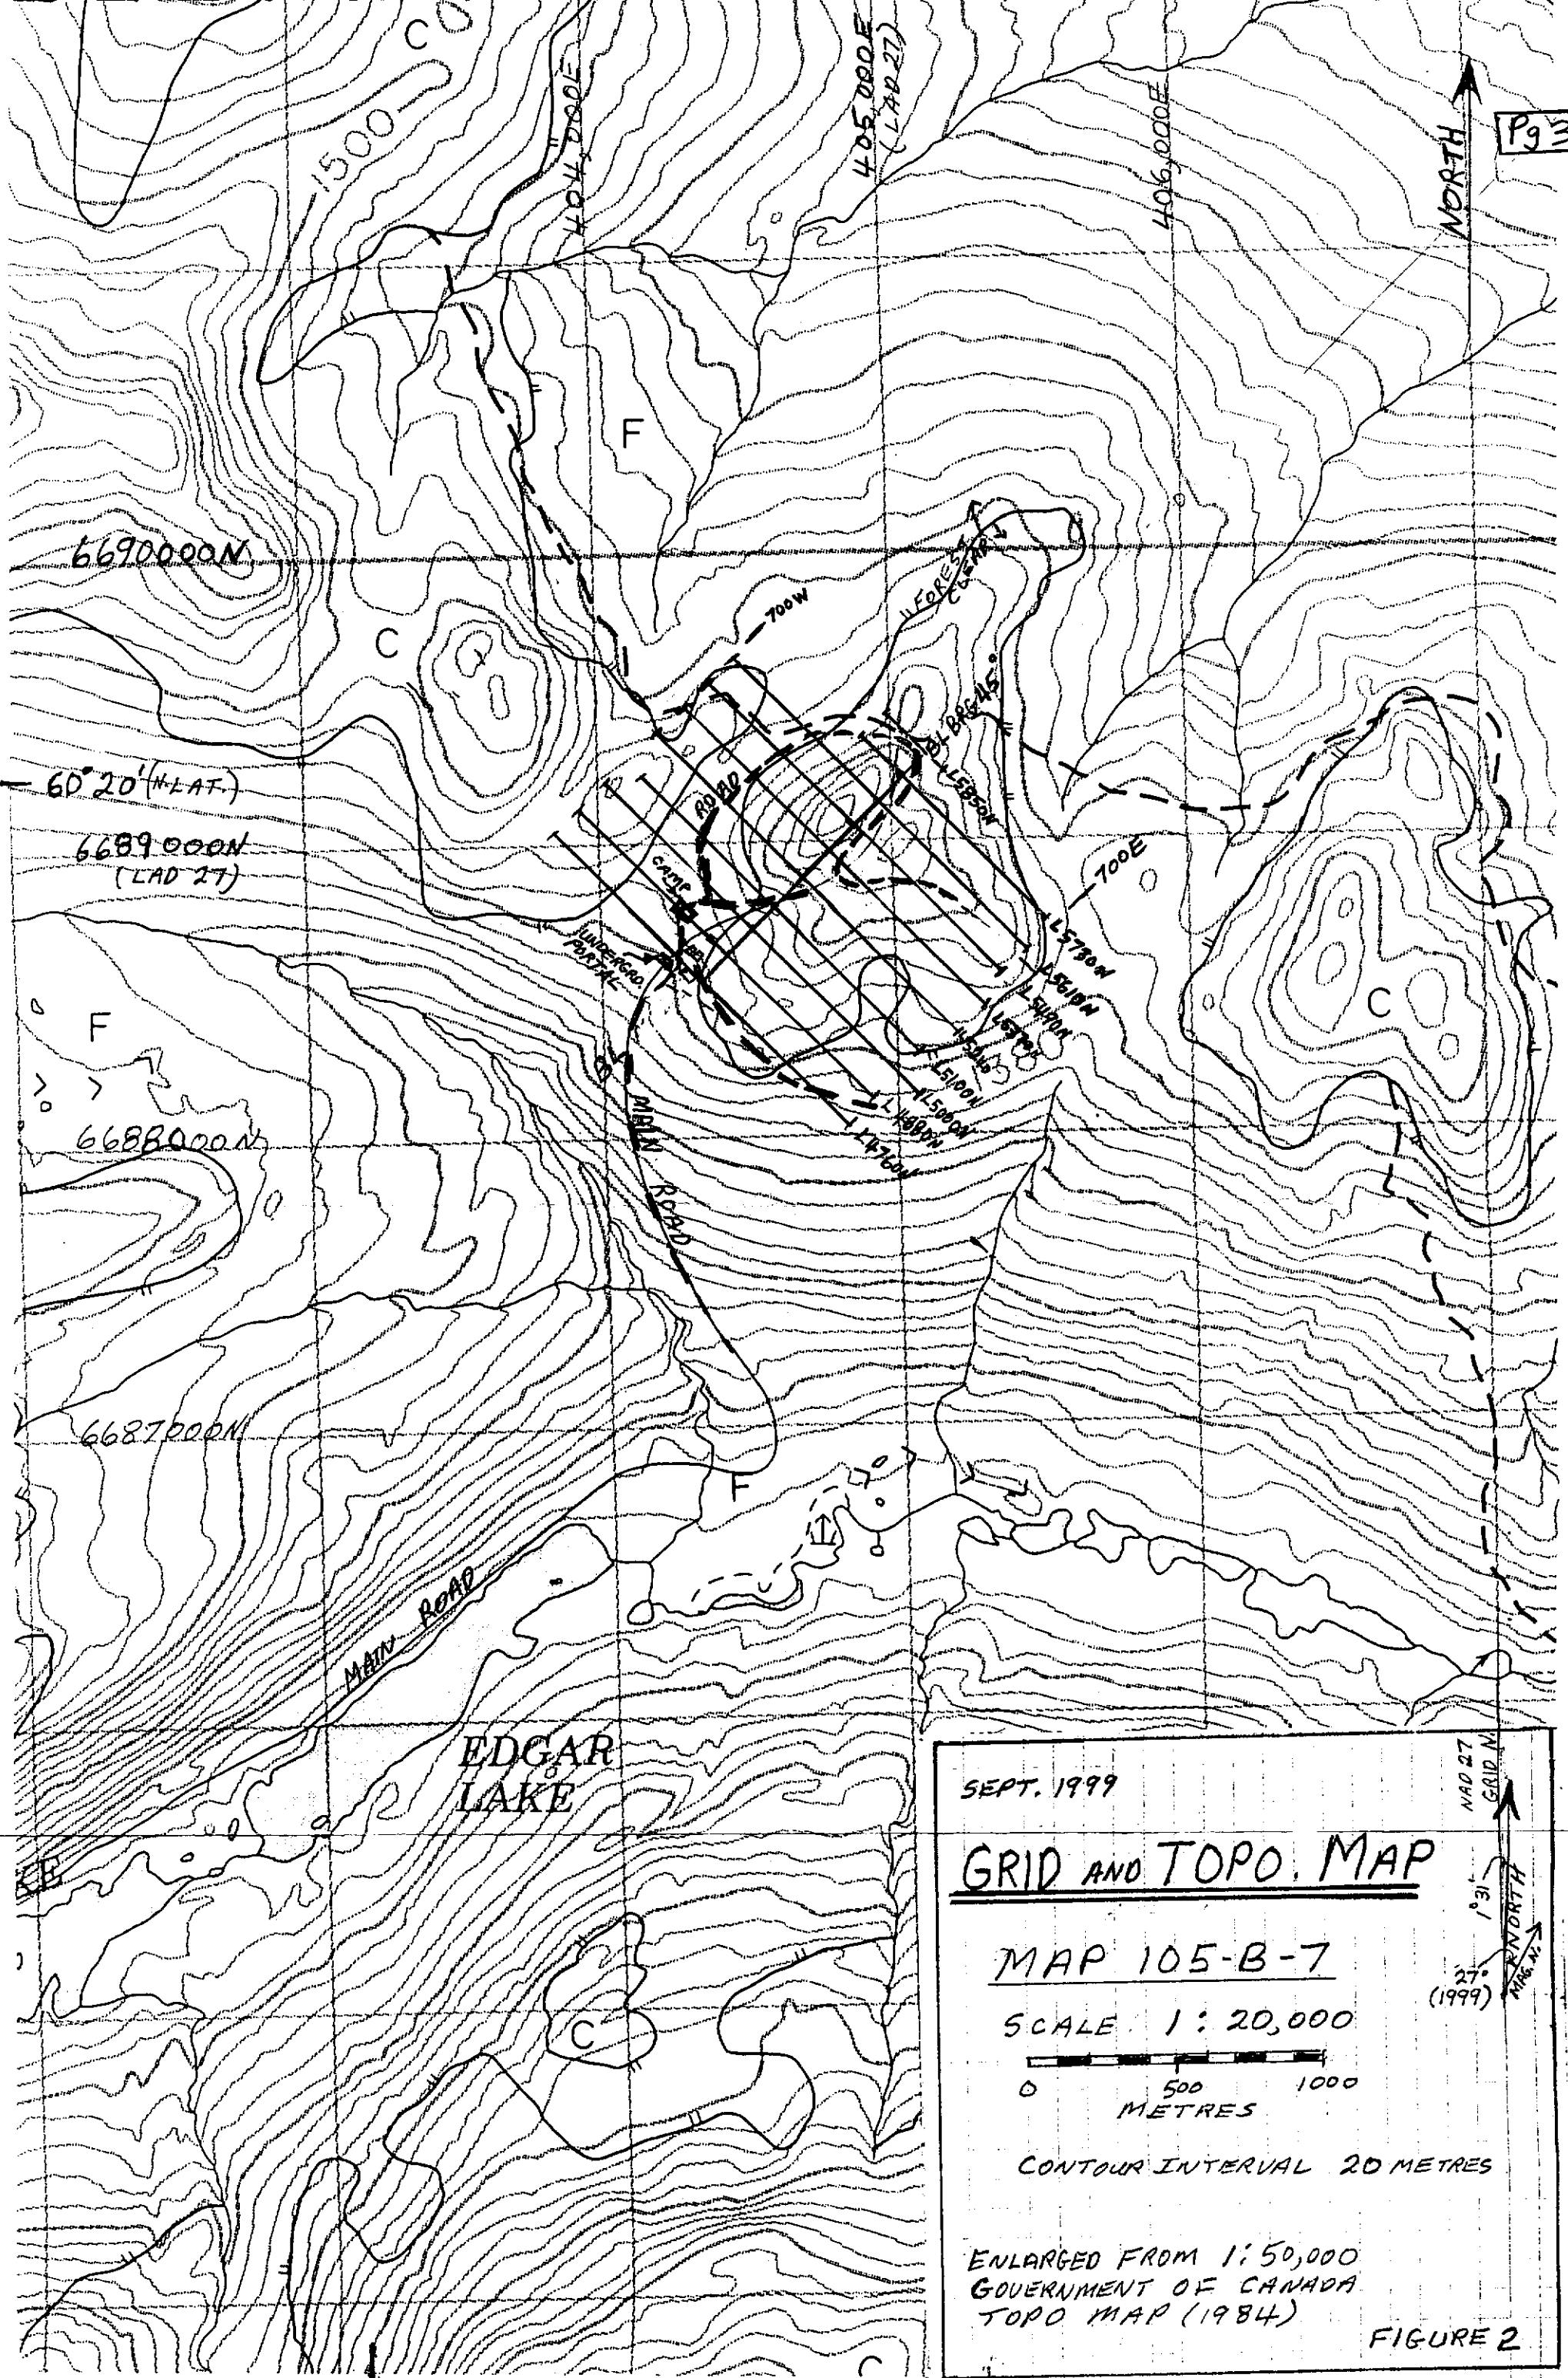 C
1500
404,000E
405,000E
(LAD 27)
406,000E
NORTH
Pg 3
F
6690000N
FOREST
CLEAR
700W
C
BL BRG 45°
60° 20' (N. LAT.)
L5850N
ROAD
6689000N
(LAD 27)
700E
CAMP
UNDERGRD.
PORTAL
L5730N
L5610N
L5490N
F
C
L5100N
L5000N
L4880N
L4760N
6688000N
MAIN
ROAD
6687000N
F
MAIN ROAD
EDGAR
LAKE
SEPT. 1999
NAD 27
GRID N
GRID AND TOPO. MAP
1°31'
NORTH
MAG. N.
27°
(1999)
MAP 105-B-7
SCALE 1:20,000
0 500 1000
METRES
C
CONTOUR INTERVAL 20 METRES
ENLARGED FROM 1:50,000
GOVERNMENT OF CANADA
TOPO MAP (1984)
FIGURE 2
C